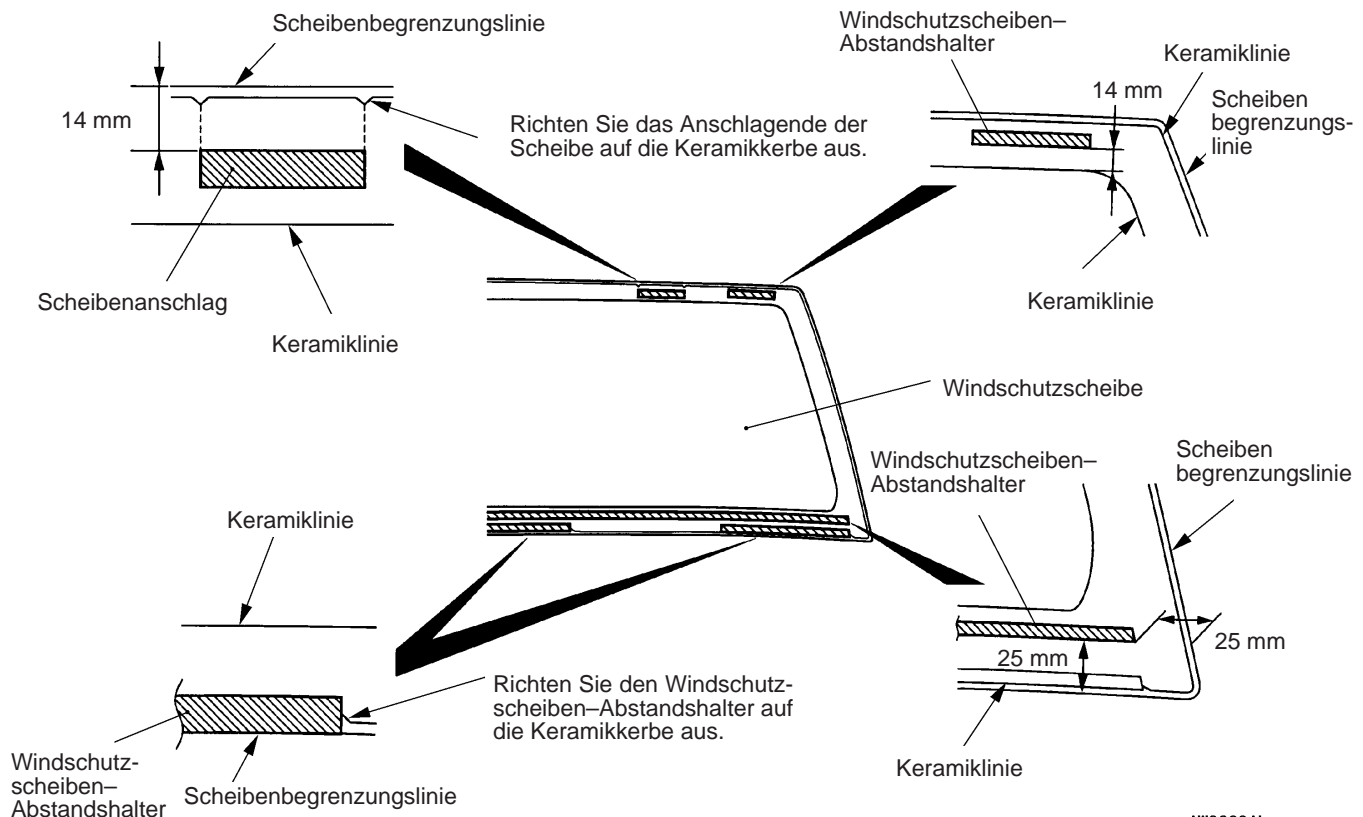 Scheibenbegrenzungslinie
14 mm
Richten Sie das Anschlagende der
Scheibe auf die Keramikkerbe aus.
Scheibenanschlag
Keramiklinie
Windschutzscheiben–
Abstandshalter
Keramiklinie
14 mm
Scheiben
begrenzungs-
linie
Keramiklinie
Windschutzscheibe
Keramiklinie
Windschutzscheiben–
Abstandshalter
Scheiben
begrenzungslinie
25 mm
25 mm
Richten Sie den Windschutz-
scheiben–Abstandshalter auf
die Keramikkerbe aus.
Windschutz-
scheiben–
Abstandshalter
Scheibenbegrenzungslinie
Keramiklinie